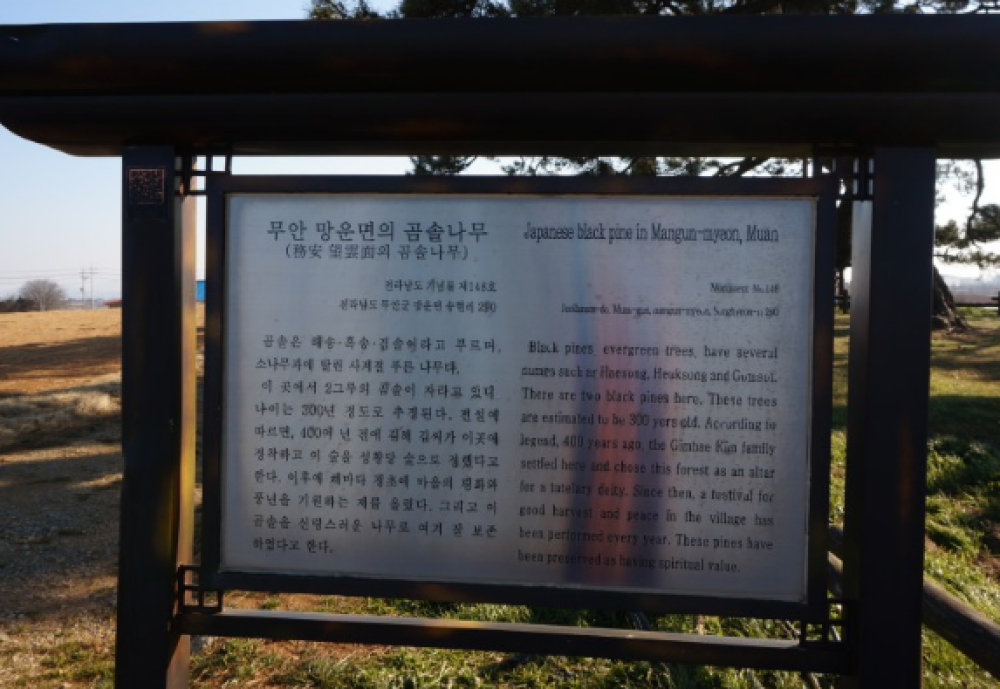 무안 망운면의 곰솔나무
(務安 望雲面의 곰솔나무)
전라남도 기념물 제148호
전라남도 무안군 망운면 송현리 290
곰솔은 해송·흑송·검솔이라고 부르며,
소나무과에 딸린 사계절 푸른 나무다.
이 곳에서 2그루의 곰솔이 자라고 있다.
나이는 300년 정도로 추정된다. 전설에
따르면, 400여 년 전에 김해 김씨가 이곳에
정착하고 이 숲을 성황당 숲으로 정했다고
한다. 이후에 해마다 정초에 마을의 평화와
풍년을 기원하는 제를 올렸다. 그리고 이
곰솔을 신령스러운 나무로 여겨 잘 보존
하였다고 한다.
Japanese black pine in Mangun-myeon, Muan
Monument No.148
Jeollanam-do, Muan-gun,
Black pines, evergreen trees, have several
names such or Haesong, Heuksong and Gomsol.
There are two black pines here. These trees
are estimated to be 300 yers old. According to
legend, 400 years ago, the Gimhae Kim family
settled here and chose this forest as an altar
for a tutelary deity. Since then, a festival for
good harvest and peace in the village has
been performed every year. These pines have
been preserved as having spiritual value.